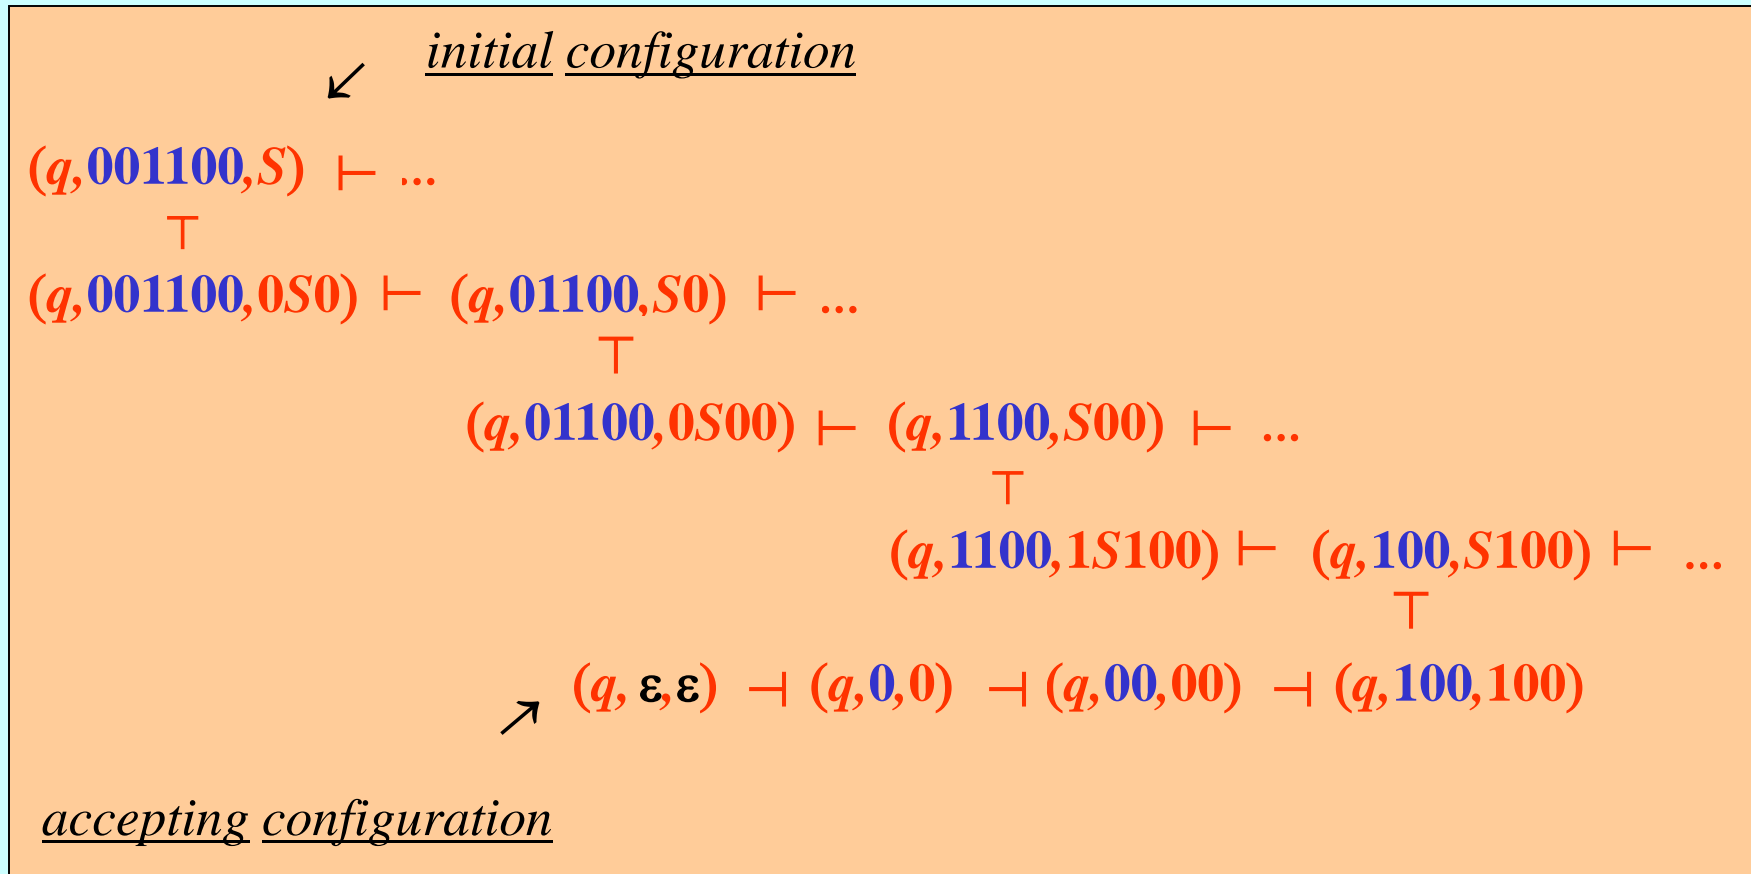 initial configuration
(q,001100,S) ⊢ ...
⊤
(q,001100,0S0) ⊢ (q,01100,S0) ⊢ ...
⊤
(q,01100,0S00) ⊢ (q,1100,S00) ⊢ ...
⊤
(q,1100,1S100) ⊢ (q,100,S100) ⊢ ...
⊤
(q, ε,ε) ⊣ (q,0,0) ⊣ (q,00,00) ⊣ (q,100,100)
accepting configuration